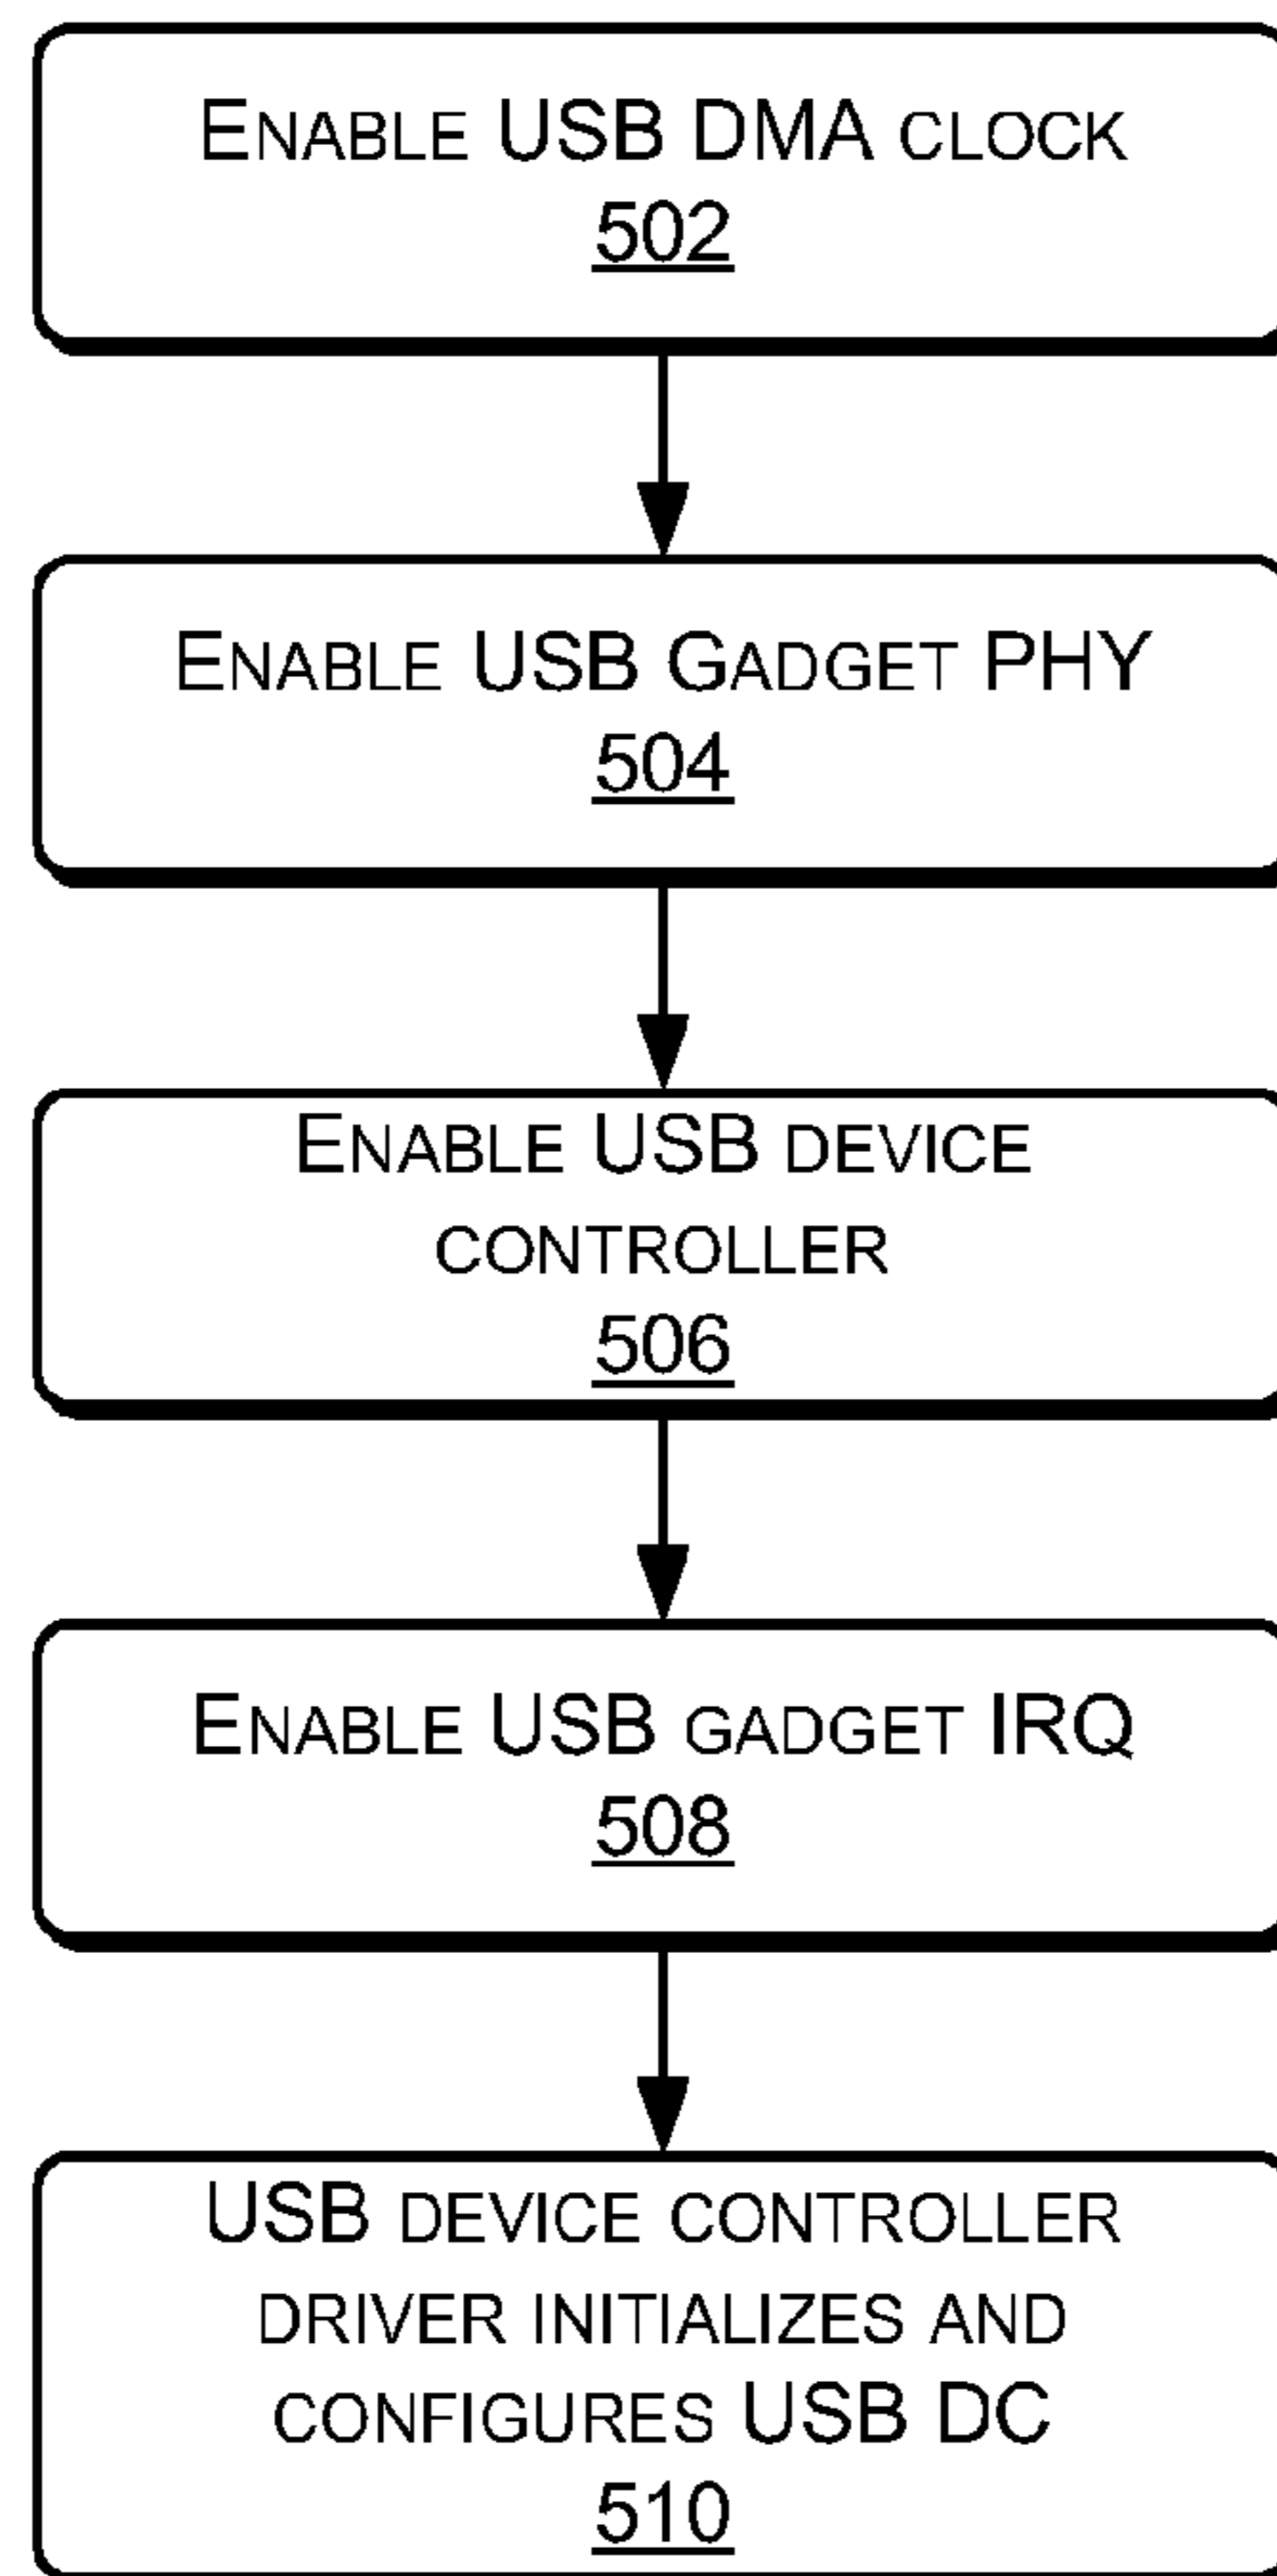 ENABLE USB DMA CLOCK
502
ENABLE USB GADGET PHY
504
ENABLE USB DEVICE
CONTROLLER
506
ENABLE USB GADGET IRQ
508
USB DEVICE CONTROLLER
DRIVER INITIALIZES AND
CONFIGURES USB DC
510